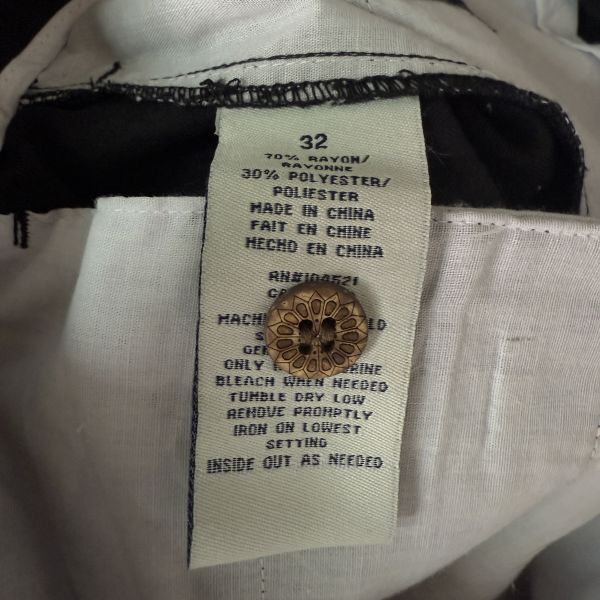 32
70% RAYON/
RAYONNE
30% POLYESTER/
POLIESTER
MADE IN CHINA
FAIT EN CHINE
HECHO EN CHINA
RN#104521
ONLY
BLEACH WHEN NEEDED
TUMBLE DRY LOW
REMOVE PROMPTLY
IRON ON LOWEST
SETTING
INSIDE OUT AS NEEDED